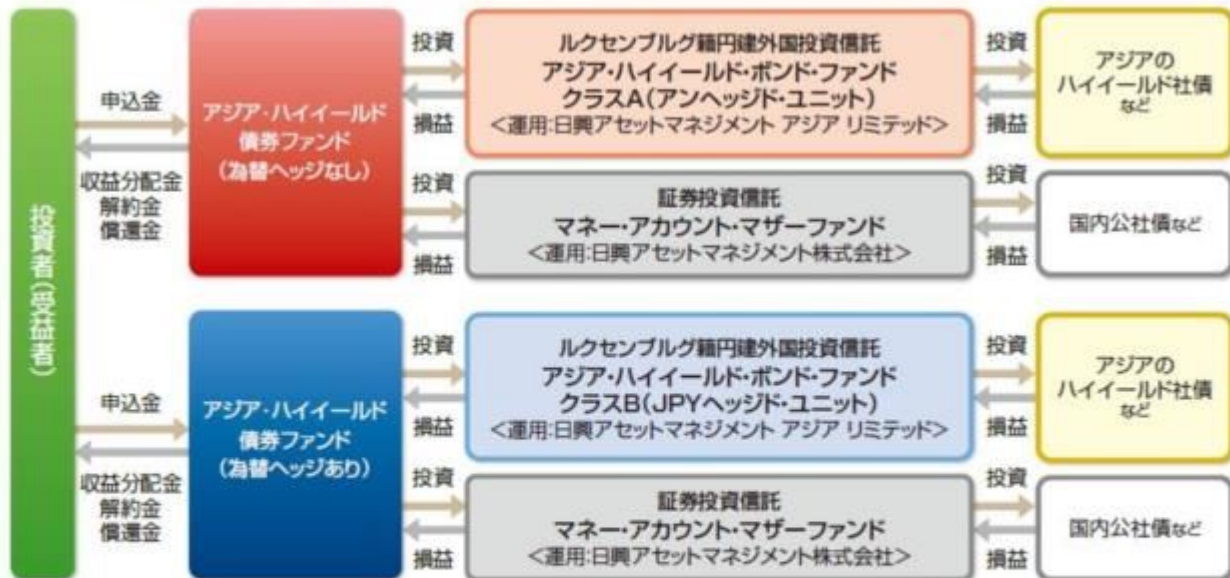 投資者(受益者)
申込金
収益分配金
解約金
償還金
アジア・ハイイールド
債券ファンド
(為替ヘッジなし)
投資
損益
ルクセンブルグ籍円建外国投資信託
アジア・ハイイールド・ボンド・ファンド
クラスA(アンヘッジド・ユニット)
<運用:日興アセットマネジメント アジア リミテッド>
投資
損益
アジアの
ハイイールド社債
など
投資
損益
証券投資信託
マネー・アカウント・マザーファンド
<運用:日興アセットマネジメント株式会社>
投資
損益
国内公社債など
申込金
収益分配金
解約金
償還金
アジア・ハイイールド
債券ファンド
(為替ヘッジあり)
投資
損益
ルクセンブルグ籍円建外国投資信託
アジア・ハイイールド・ボンド・ファンド
クラスB(JPYヘッジド・ユニット)
<運用:日興アセットマネジメント アジア リミテッド>
投資
損益
アジアの
ハイイールド社債
など
投資
損益
証券投資信託
マネー・アカウント・マザーファンド
<運用:日興アセットマネジメント株式会社>
投資
損益
国内公社債など